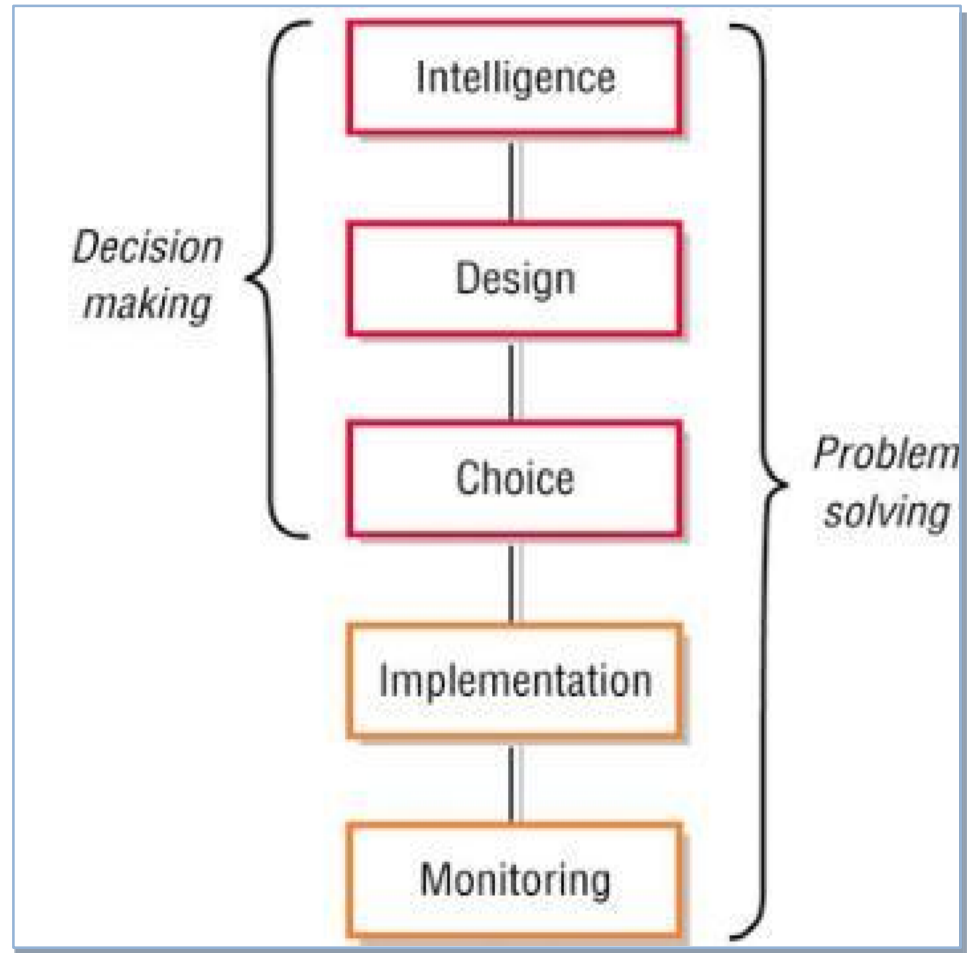 Intelligence
Decision
making
Design
Choice
Problem
solving
Implementation
Monitoring